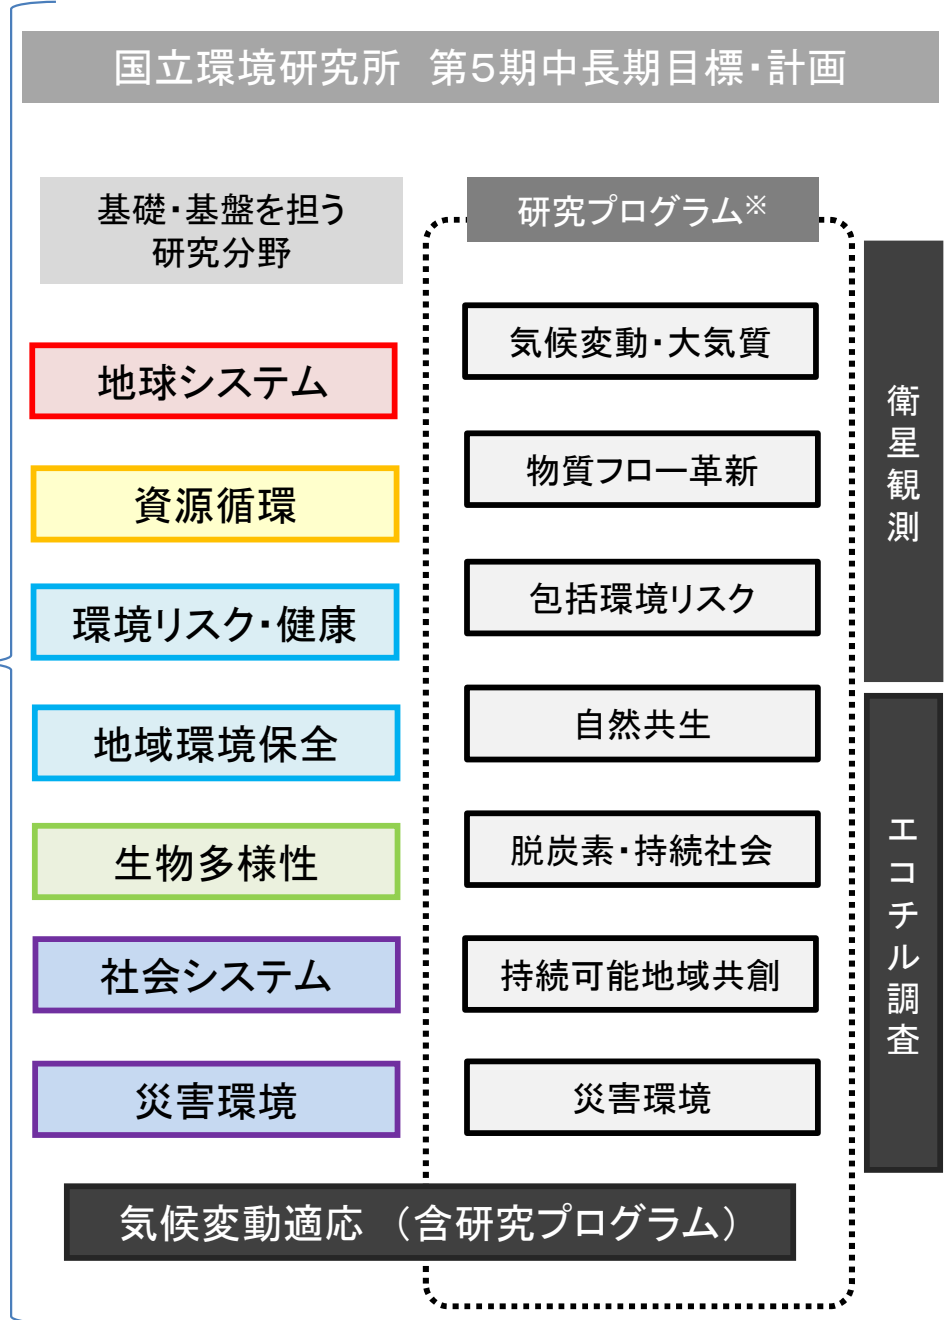 国立環境研究所　第５期中長期目標・計画
基礎・基盤を担う
研究分野
地球システム
資源循環
環境リスク・健康
地域環境保全
生物多様性
社会システム
災害環境
研究プログラム※
気候変動・大気質
物質フロー革新
包括環境リスク
自然共生
脱炭素・持続社会
持続可能地域共創
災害環境
気候変動適応　（含研究プログラム）
衛星観測
エコチル調査